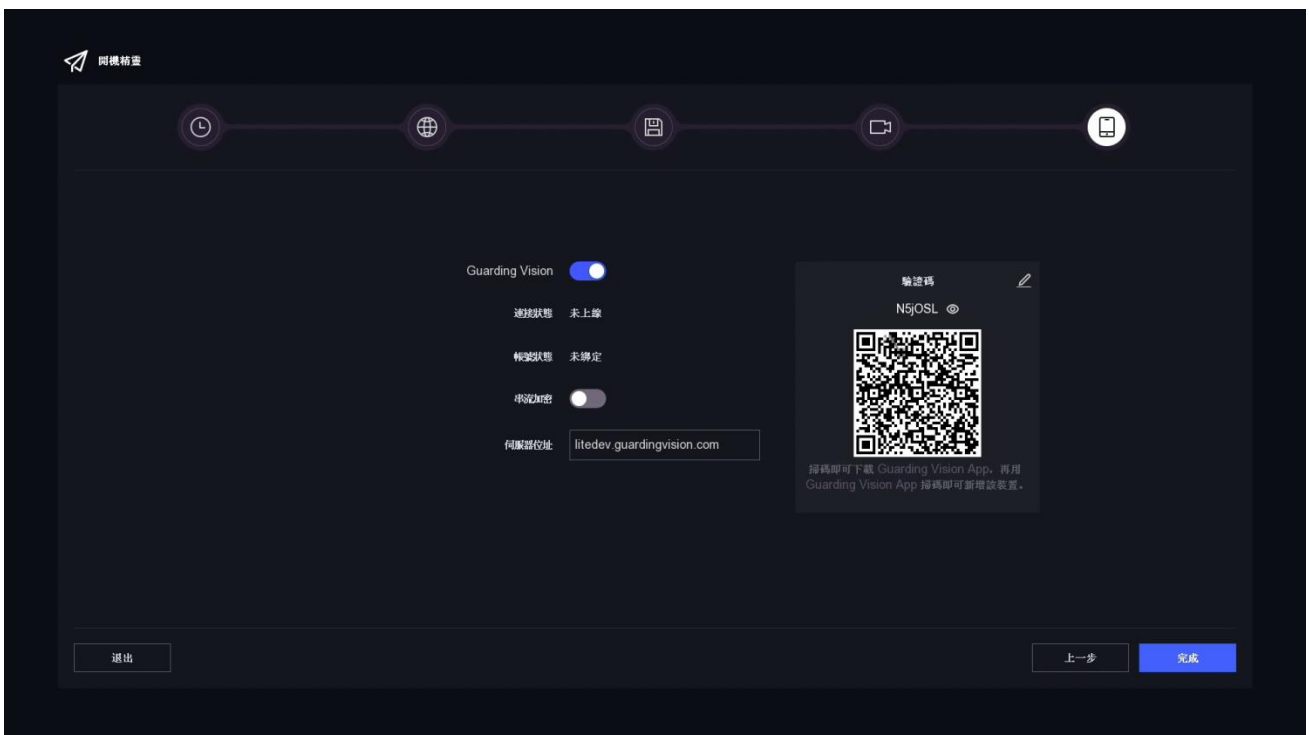 開機精靈
Guarding Vision
連接狀態 未上線
帳號狀態 未綁定
串流加密
伺服器位址 litedev.guardingvision.com
驗證碼
N5jOSL
掃碼即可下載 Guarding Vision App，再用
Guarding Vision App 掃碼即可新增該裝置。
退出
上一步
完成